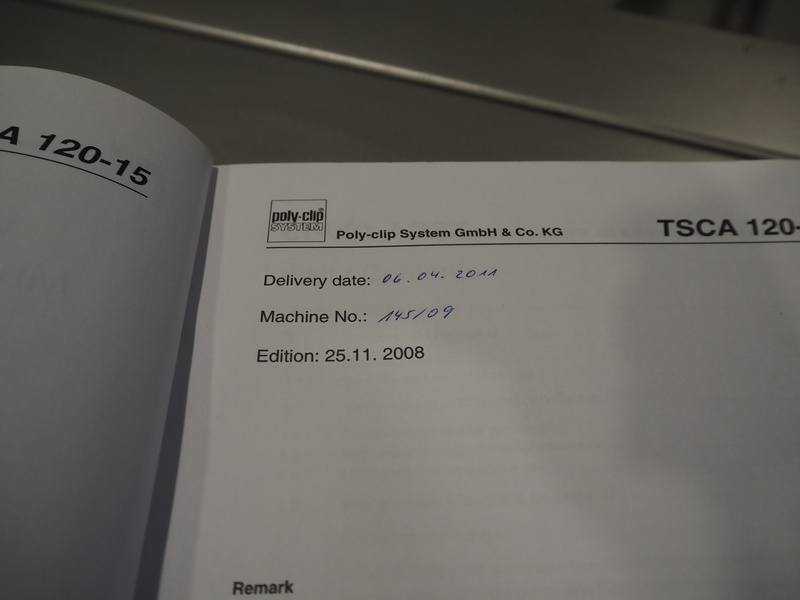 A 120-15
poly-clip®
SYSTEM
Poly-clip System GmbH & Co. KG
TSCA 120-
Delivery date: 06.04.2011
Machine No.: 145/09
Edition: 25.11. 2008
Remark